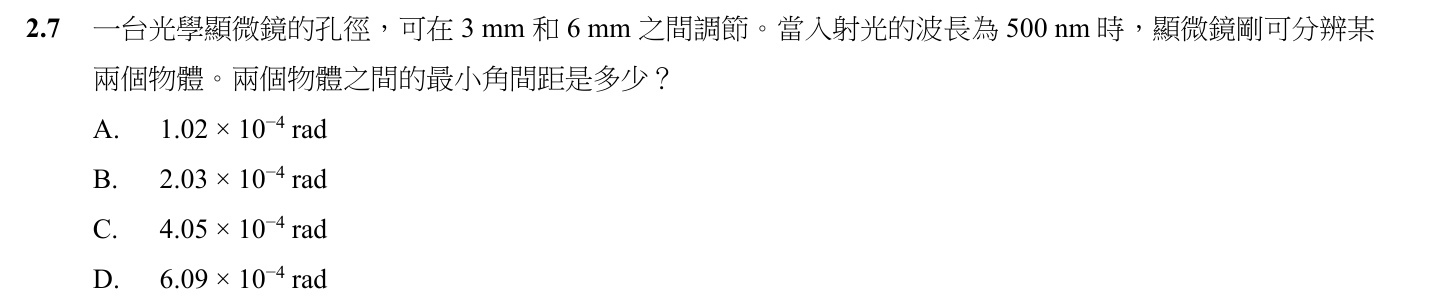 2.7 一台光學顯微鏡的孔徑，可在 3 mm 和 6 mm 之間調節。當入射光的波長為 500 nm 時，顯微鏡剛可分辨某
兩個物體。兩個物體之間的最小角間距是多少？
A. 1.02 × 10⁻⁴ rad
B. 2.03 × 10⁻⁴ rad
C. 4.05 × 10⁻⁴ rad
D. 6.09 × 10⁻⁴ rad